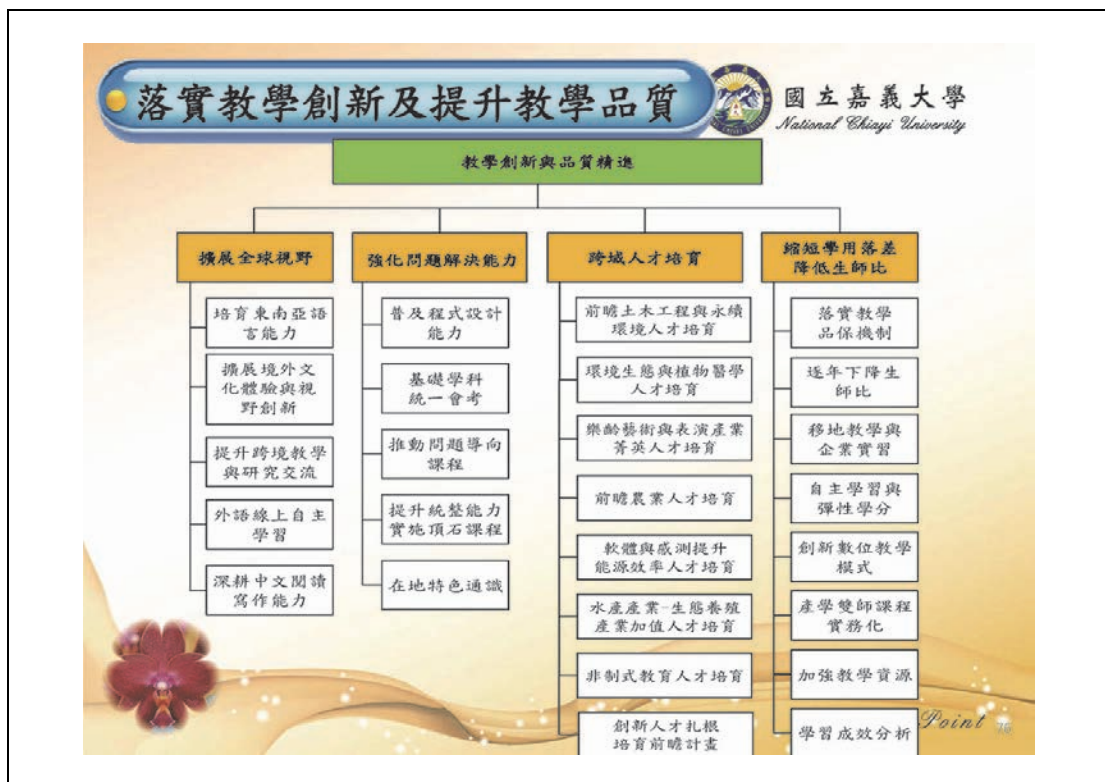 落實教學創新及提升教學品質
國立嘉義大學
National Chiayi University
教學創新與品質精進
擴展全球視野
培育東南亞語
言能力
擴展境外文
化體驗與視
野創新
提升跨境教學
與研究交流
外語線上自主
學習
深耕中文閱讀
寫作能力
強化問題解決能力
普及程式設計
能力
基礎學科
統一會考
推動問題導向
課程
提升統整能力
實施頂石課程
在地特色通識
跨域人才培育
前瞻土木工程與永續
環境人才培育
環境生態與植物醫學
人才培育
樂齡藝術與表演產業
菁英人才培育
前瞻農業人才培育
軟體與感測提升
能源效率人才培育
水產產業-生態養殖
產業加值人才培育
非制式教育人才培育
創新人才扎根
培育前瞻計畫
縮短學用落差
降低生師比
落實教學
品保機制
逐年下降生
師比
移地教學與
企業實習
自主學習與
彈性學分
創新數位教學
模式
產學雙師課程
實務化
加強教學資源
學習成效分析
Point
76